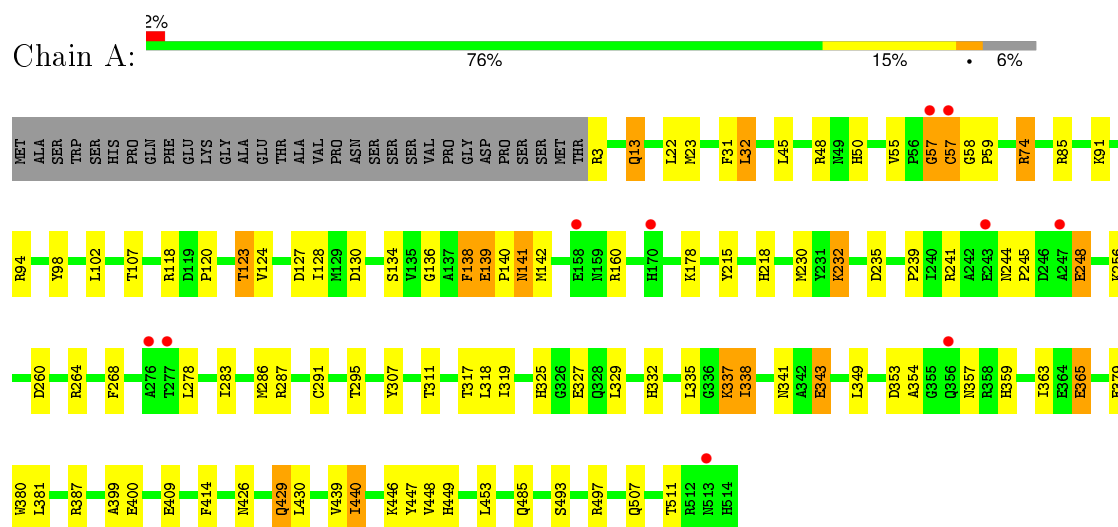 2%
Chain A:
76% 15% • 6%
MET ALA SER TRP SER HIS PRO GLN PHE GLU LYS GLY ALA GLU THR ALA VAL PRO ASN SER SER SER VAL PRO GLY ASP PRO SER SER MET THR R3 Q13 L22 M23 F31 L32 L45 R48 N49 H50 V55 P56 G57 C57 G58 P59 R74 R85 K91
R94 Y98 L102 T107 R118 D119 P120 T123 V124 D127 I128 M129 D130 S134 V135 G136 A137 F138 E139 P140 N141 M142 E158 N159 R160 H170 K178 Y215 H218 M230 Y231 K232 D235 P239 I240 R241 A242 E243 N244 P245 D246 A247 E248 K256
D260 R264 F268 A276 T277 L278 I283 M286 R287 C291 T295 Y307 T311 T317 L318 I319 H325 G326 E327 Q328 L329 H332 L335 G336 K337 I338 N341 A342 E343 L349 D353 A354 G355 Q356 N357 R358 H359 I363 E364 E365
W380 L381 R387 A399 E400 E409 F414 N426 Q429 L430 V439 I440 K446 Y447 V448 H449 L453 Q485 S493 R497 Q507 T511 R512 N513 H514